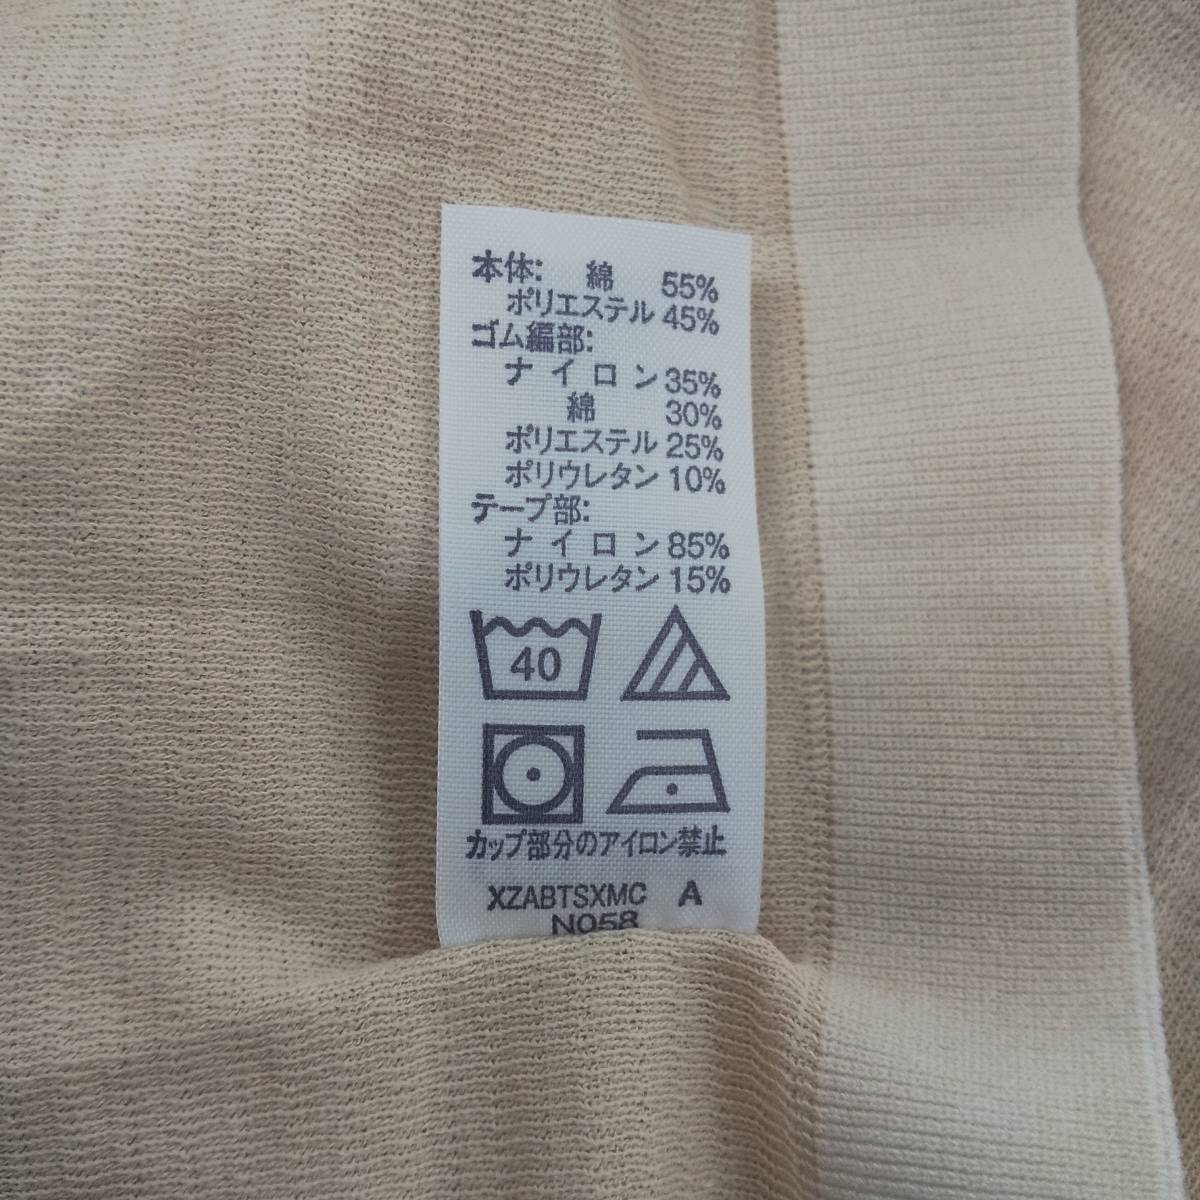 本体: 綿 55%
ポリエステル 45%
ゴム編部:
ナイロン 35%
綿 30%
ポリエステル 25%
ポリウレタン 10%
テープ部:
ナイロン 85%
ポリウレタン 15%
40
カップ部分のアイロン禁止
XZABTSXMC A
N058